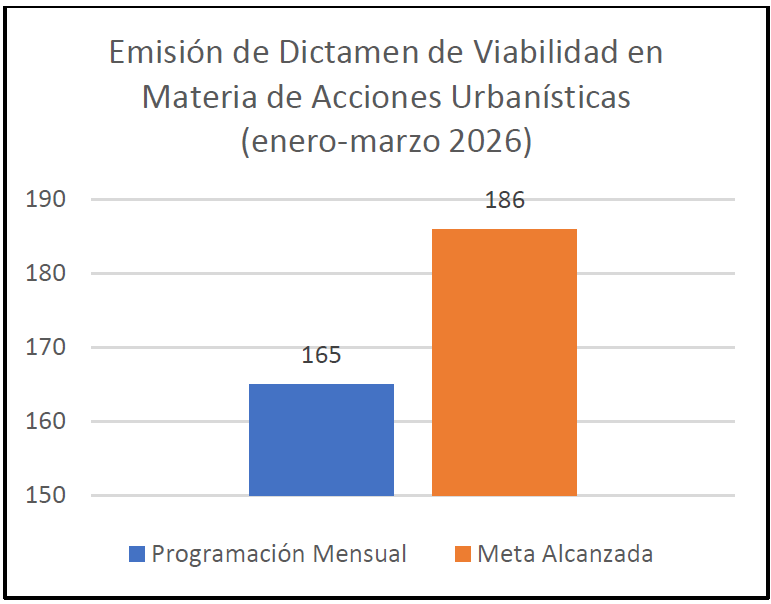 Emisión de Dictamen de Viabilidad en
Materia de Acciones Urbanísticas
(enero-marzo 2026)
190
186
180
170
165
160
150
Programación Mensual
Meta Alcanzada